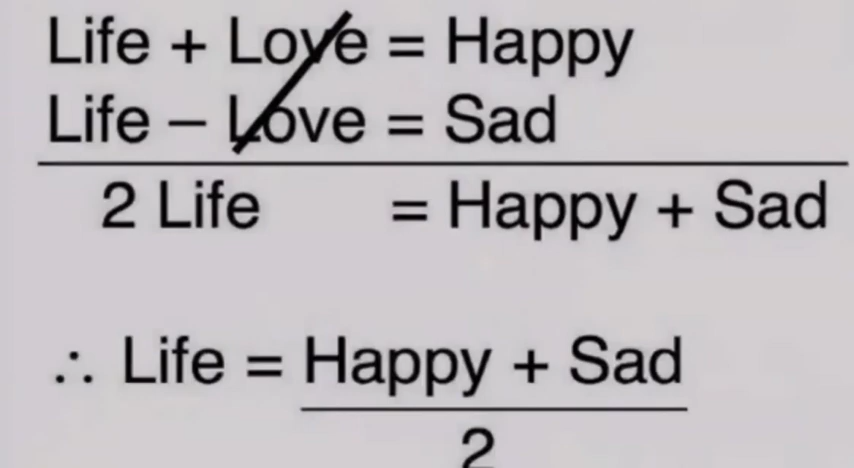 Life + Love = Happy
Life – Love = Sad
2 Life = Happy + Sad
∴ Life = Happy + Sad
2